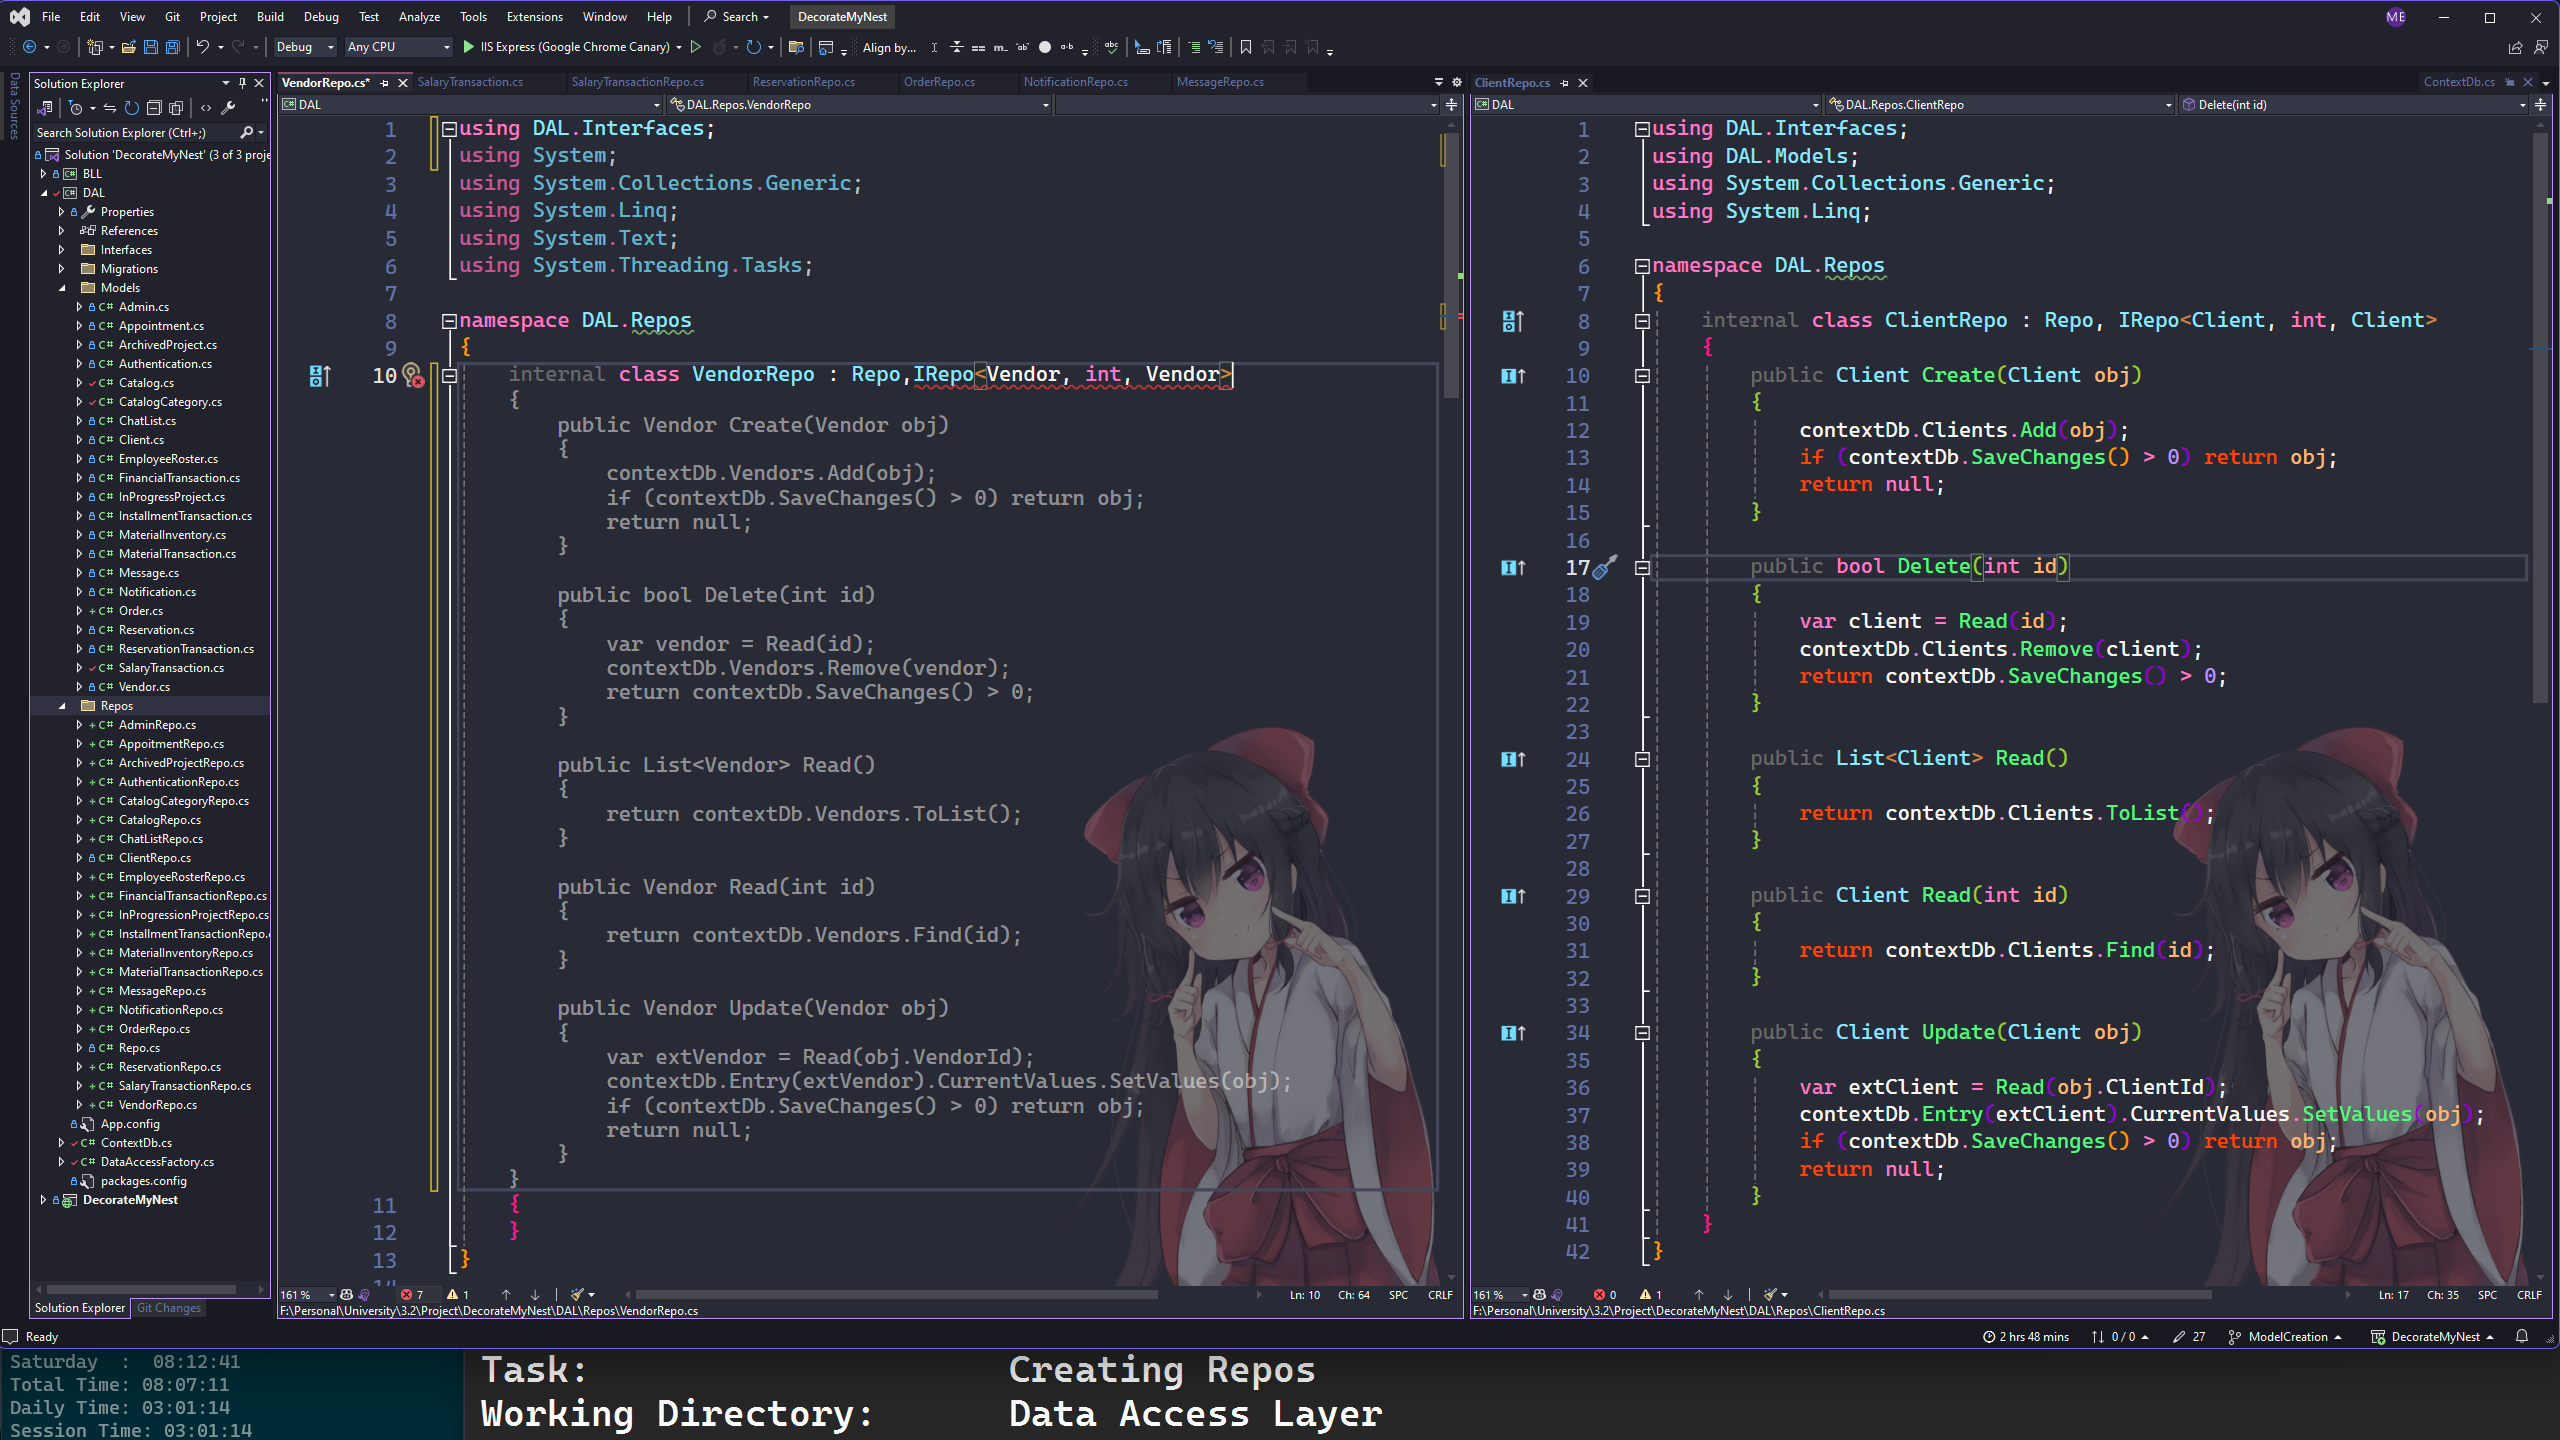 File Edit View Git Project Build Debug Test Analyze Tools Extensions Window Help Search DecorateMyNest ME
Debug Any CPU IIS Express (Google Chrome Canary) Align by...
Data Sources
Solution Explorer
Search Solution Explorer (Ctrl+;)
Solution 'DecorateMyNest' (3 of 3 proje
BLL
DAL
Properties
References
Interfaces
Migrations
Models
C# Admin.cs
C# Appointment.cs
C# ArchivedProject.cs
C# Authentication.cs
C# Catalog.cs
C# CatalogCategory.cs
C# ChatList.cs
C# Client.cs
C# EmployeeRoster.cs
C# FinancialTransaction.cs
C# InProgressProject.cs
C# InstallmentTransaction.cs
C# MaterialInventory.cs
C# MaterialTransaction.cs
C# Message.cs
C# Notification.cs
C# Order.cs
C# Reservation.cs
C# ReservationTransaction.cs
C# SalaryTransaction.cs
C# Vendor.cs
Repos
C# AdminRepo.cs
C# AppoitmentRepo.cs
C# ArchivedProjectRepo.cs
C# AuthenticationRepo.cs
C# CatalogCategoryRepo.cs
C# CatalogRepo.cs
C# ChatListRepo.cs
C# ClientRepo.cs
C# EmployeeRosterRepo.cs
C# FinancialTransactionRepo.cs
C# InProgressionProjectRepo.cs
C# InstallmentTransactionRepo.
C# MaterialInventoryRepo.cs
C# MaterialTransactionRepo.cs
C# MessageRepo.cs
C# NotificationRepo.cs
C# OrderRepo.cs
C# Repo.cs
C# ReservationRepo.cs
C# SalaryTransactionRepo.cs
C# VendorRepo.cs
App.config
C# ContextDb.cs
C# DataAccessFactory.cs
packages.config
DecorateMyNest
Solution Explorer Git Changes
VendorRepo.cs* SalaryTransaction.cs SalaryTransactionRepo.cs ReservationRepo.cs OrderRepo.cs NotificationRepo.cs MessageRepo.cs
DAL DAL.Repos.VendorRepo
1 using DAL.Interfaces;
2 using System;
3 using System.Collections.Generic;
4 using System.Linq;
5 using System.Text;
6 using System.Threading.Tasks;
7
8 namespace DAL.Repos
9 {
10 internal class VendorRepo : Repo,IRepo<Vendor, int, Vendor>
{
public Vendor Create(Vendor obj)
{
contextDb.Vendors.Add(obj);
if (contextDb.SaveChanges() > 0) return obj;
return null;
}
public bool Delete(int id)
{
var vendor = Read(id);
contextDb.Vendors.Remove(vendor);
return contextDb.SaveChanges() > 0;
}
public List<Vendor> Read()
{
return contextDb.Vendors.ToList();
}
public Vendor Read(int id)
{
return contextDb.Vendors.Find(id);
}
public Vendor Update(Vendor obj)
{
var extVendor = Read(obj.VendorId);
contextDb.Entry(extVendor).CurrentValues.SetValues(obj);
if (contextDb.SaveChanges() > 0) return obj;
return null;
}
}
11 {
12 }
13 }
14
161 % 7 1 Ln: 10 Ch: 64 SPC CRLF
F:\Personal\University\3.2\Project\DecorateMyNest\DAL\Repos\VendorRepo.cs
ClientRepo.cs ContextDb.cs
DAL DAL.Repos.ClientRepo Delete(int id)
1 using DAL.Interfaces;
2 using DAL.Models;
3 using System.Collections.Generic;
4 using System.Linq;
5
6 namespace DAL.Repos
7 {
8 internal class ClientRepo : Repo, IRepo<Client, int, Client>
9 {
10 public Client Create(Client obj)
11 {
12 contextDb.Clients.Add(obj);
13 if (contextDb.SaveChanges() > 0) return obj;
14 return null;
15 }
16
17 public bool Delete(int id)
18 {
19 var client = Read(id);
20 contextDb.Clients.Remove(client);
21 return contextDb.SaveChanges() > 0;
22 }
23
24 public List<Client> Read()
25 {
26 return contextDb.Clients.ToList();
27 }
28
29 public Client Read(int id)
30 {
31 return contextDb.Clients.Find(id);
32 }
33
34 public Client Update(Client obj)
35 {
36 var extClient = Read(obj.ClientId);
37 contextDb.Entry(extClient).CurrentValues.SetValues(obj);
38 if (contextDb.SaveChanges() > 0) return obj;
39 return null;
40 }
41 }
42 }
161 % 0 1 Ln: 17 Ch: 35 SPC CRLF
F:\Personal\University\3.2\Project\DecorateMyNest\DAL\Repos\ClientRepo.cs
Ready 2 hrs 48 mins 0 / 0 27 ModelCreation DecorateMyNest
Saturday : 08:12:41
Total Time: 08:07:11
Daily Time: 03:01:14
Session Time: 03:01:14
Task: Creating Repos
Working Directory: Data Access Layer